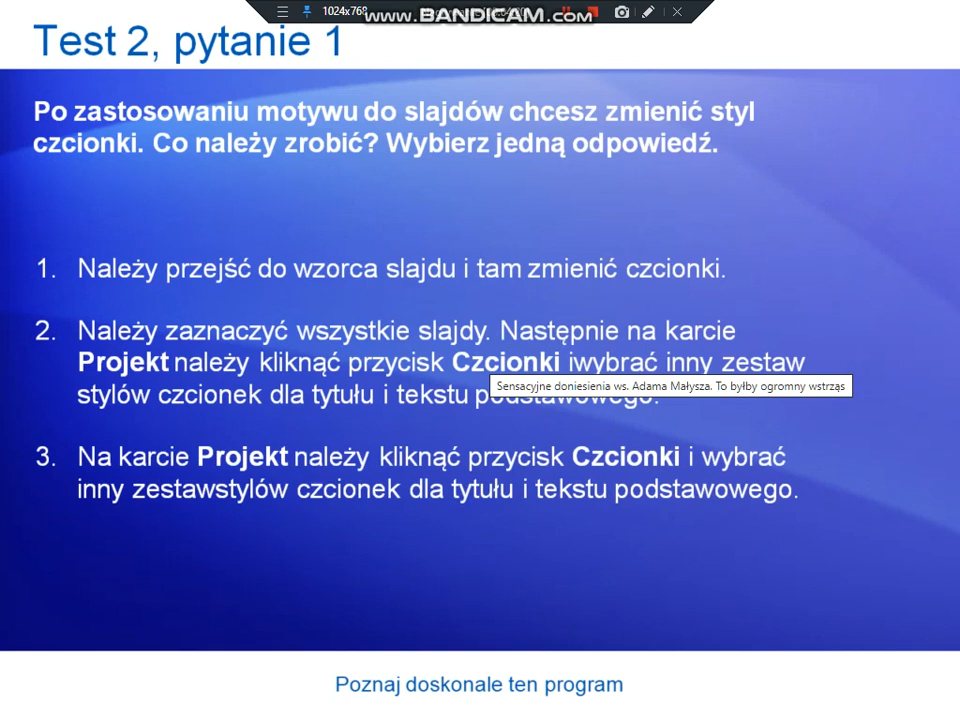 1024x768
www.BANDICAM.com
Test 2, pytanie 1
Po zastosowaniu motywu do slajdów chcesz zmienić styl
czcionki. Co należy zrobić? Wybierz jedną odpowiedź.
1. Należy przejść do wzorca slajdu i tam zmienić czcionki.
2. Należy zaznaczyć wszystkie slajdy. Następnie na karcie
Projekt należy kliknąć przycisk Czcionki iwybrać inny zestaw
Sensacyjne doniesienia ws. Adama Małysza. To byłby ogromny wstrząs
stylów czcionek dla tytułu i tekstu podstawowego.
3. Na karcie Projekt należy kliknąć przycisk Czcionki i wybrać
inny zestawstylów czcionek dla tytułu i tekstu podstawowego.
Poznaj doskonale ten program